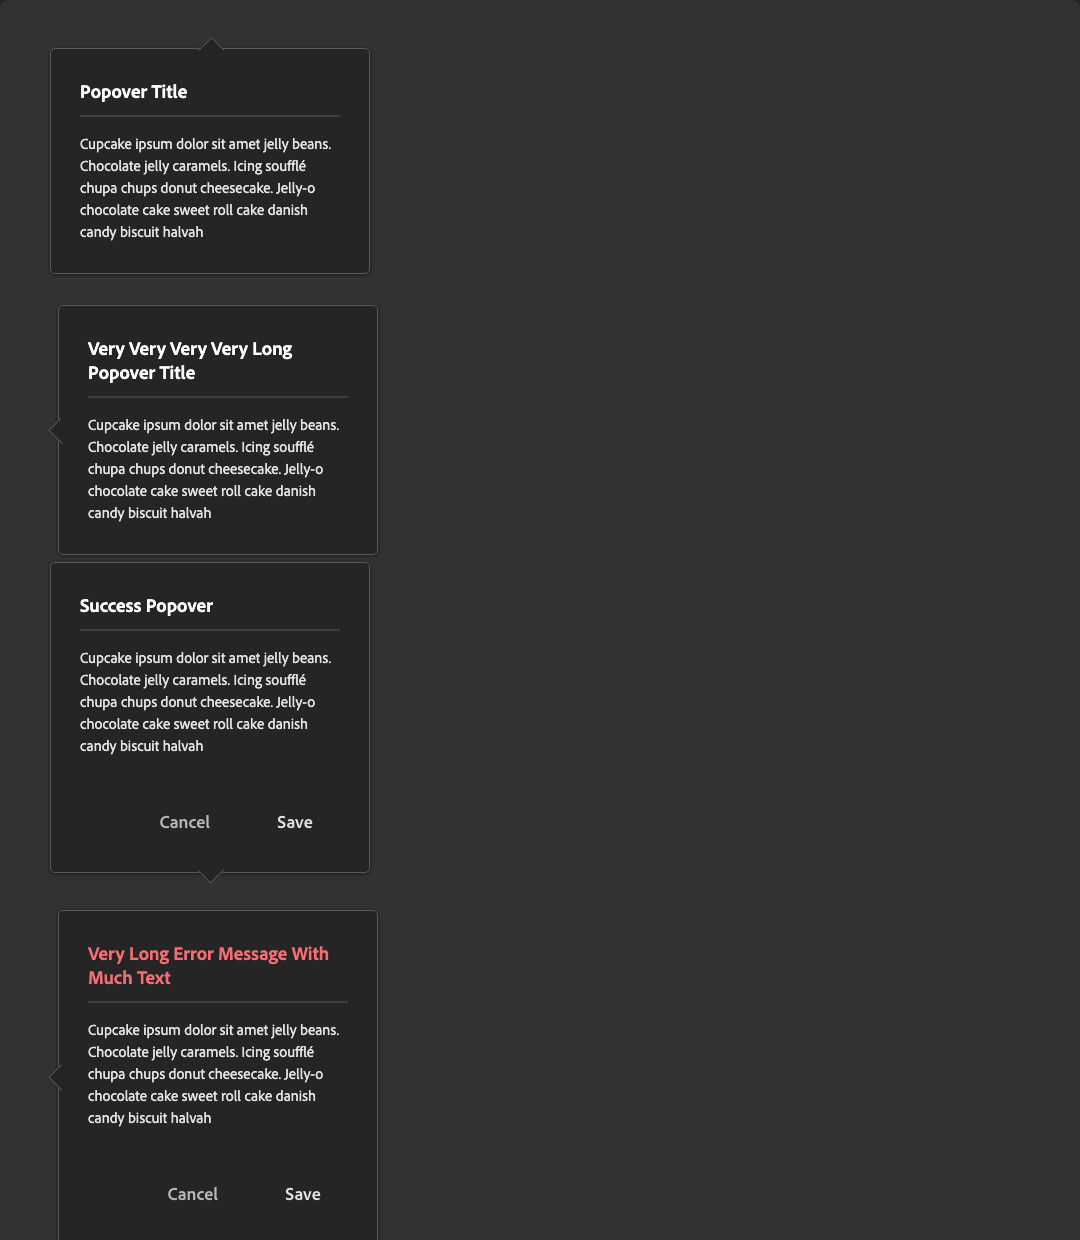 Popover Title
Cupcake ipsum dolor sit amet jelly beans.
Chocolate jelly caramels. Icing soufflé
chupa chups donut cheesecake. Jelly-o
chocolate cake sweet roll cake danish
candy biscuit halvah
Very Very Very Very Long
Popover Title
Cupcake ipsum dolor sit amet jelly beans.
Chocolate jelly caramels. Icing soufflé
chupa chups donut cheesecake. Jelly-o
chocolate cake sweet roll cake danish
candy biscuit halvah
Success Popover
Cupcake ipsum dolor sit amet jelly beans.
Chocolate jelly caramels. Icing soufflé
chupa chups donut cheesecake. Jelly-o
chocolate cake sweet roll cake danish
candy biscuit halvah
Cancel Save
Very Long Error Message With
Much Text
Cupcake ipsum dolor sit amet jelly beans.
Chocolate jelly caramels. Icing soufflé
chupa chups donut cheesecake. Jelly-o
chocolate cake sweet roll cake danish
candy biscuit halvah
Cancel Save